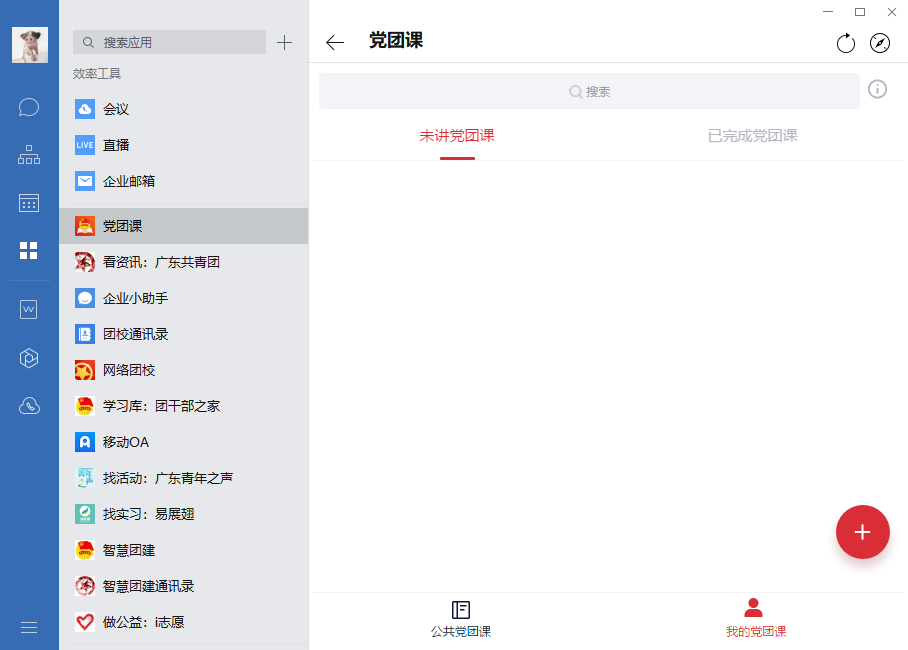 搜索应用
效率工具
会议
LIVE
直播
企业邮箱
党团课
看资讯：广东共青团
企业小助手
团校通讯录
网络团校
学习库：团干部之家
移动OA
找活动：广东青年之声
找实习：易展翅
智慧团建
智慧团建通讯录
做公益：i志愿
党团课
搜索
未讲党团课
已完成党团课
公共党团课
我的党团课